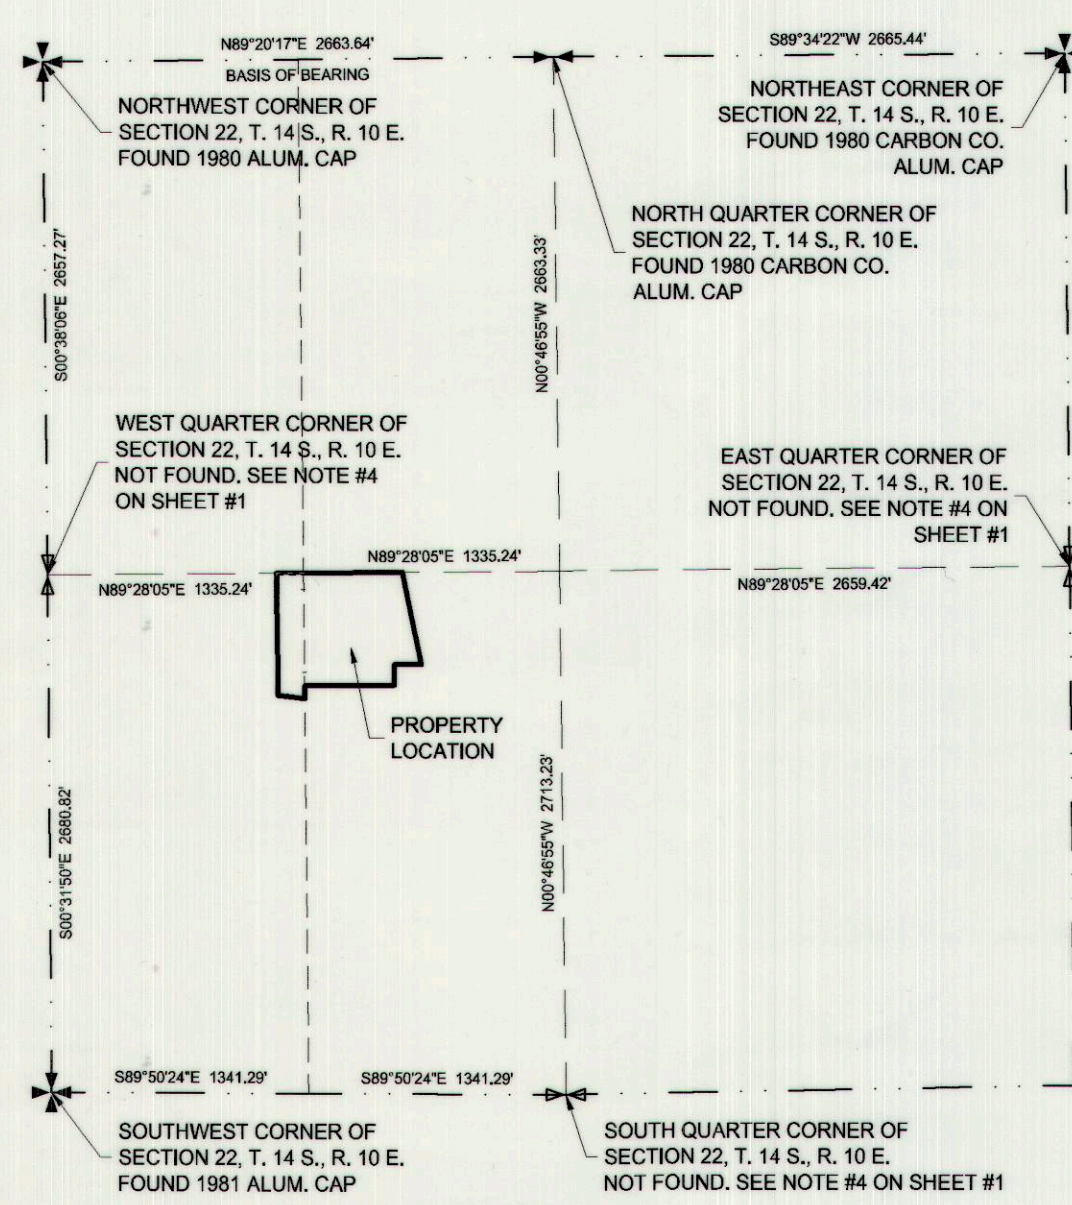 N89°20'17"E 2663.64'
BASIS OF BEARING
S89°34'22"W 2665.44'
NORTHWEST CORNER OF
SECTION 22, T. 14 S., R. 10 E.
FOUND 1980 ALUM. CAP
NORTHEAST CORNER OF
SECTION 22, T. 14 S., R. 10 E.
FOUND 1980 CARBON CO.
ALUM. CAP
NORTH QUARTER CORNER OF
SECTION 22, T. 14 S., R. 10 E.
FOUND 1980 CARBON CO.
ALUM. CAP
S00°38'06"E 2657.27'
N00°46'55"W 2663.33'
WEST QUARTER CORNER OF
SECTION 22, T. 14 S., R. 10 E.
NOT FOUND. SEE NOTE #4
ON SHEET #1
EAST QUARTER CORNER OF
SECTION 22, T. 14 S., R. 10 E.
NOT FOUND. SEE NOTE #4 ON
SHEET #1
N89°28'05"E 1335.24'
N89°28'05"E 1335.24'
N89°28'05"E 2659.42'
PROPERTY
LOCATION
S00°31'50"E 2680.82'
N00°46'55"W 2713.23'
S89°50'24"E 1341.29'
S89°50'24"E 1341.29'
SOUTHWEST CORNER OF
SECTION 22, T. 14 S., R. 10 E.
FOUND 1981 ALUM. CAP
SOUTH QUARTER CORNER OF
SECTION 22, T. 14 S., R. 10 E.
NOT FOUND. SEE NOTE #4 ON SHEET #1